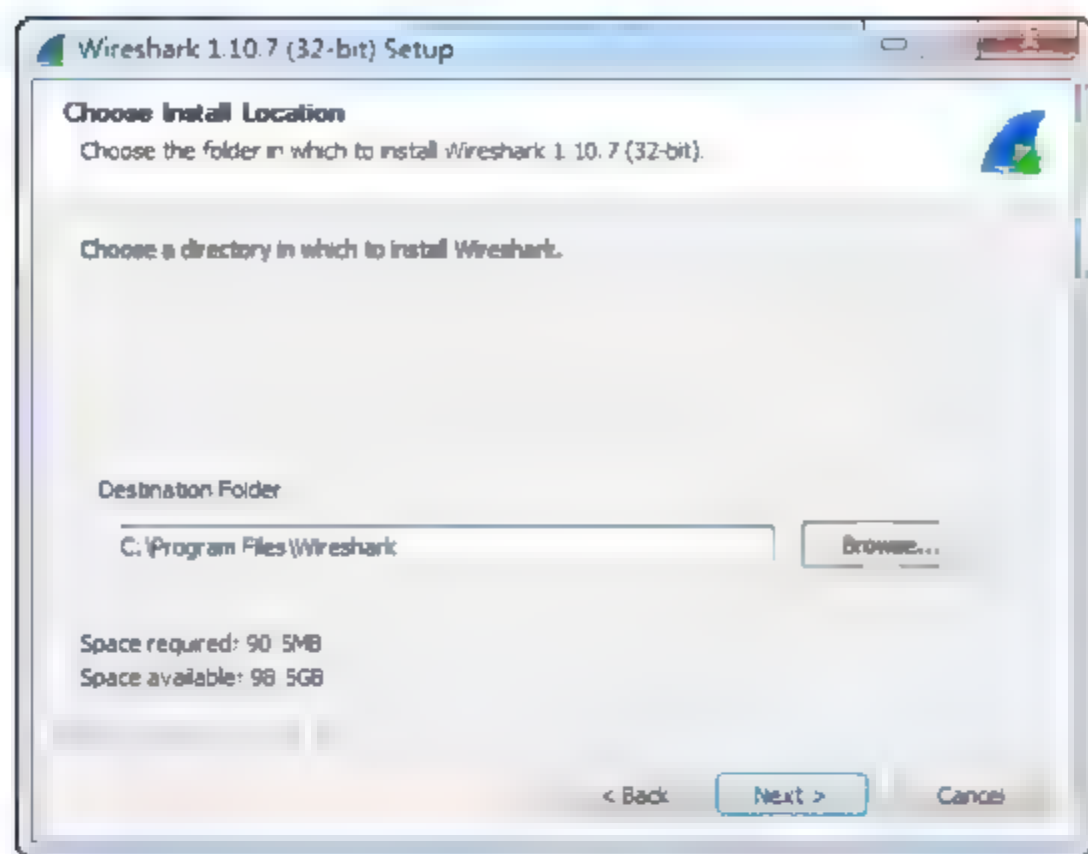 Wireshark 1.10.7 (32-bit) Setup
Choose Install Location
Choose the folder in which to install Wireshark 1.10.7 (32-bit).
Choose a directory in which to install Wireshark.
Destination Folder
C:\Program Files\Wireshark
Browse...
Space required: 90.5MB
Space available: 98.5GB
< Back
Next >
Cancel